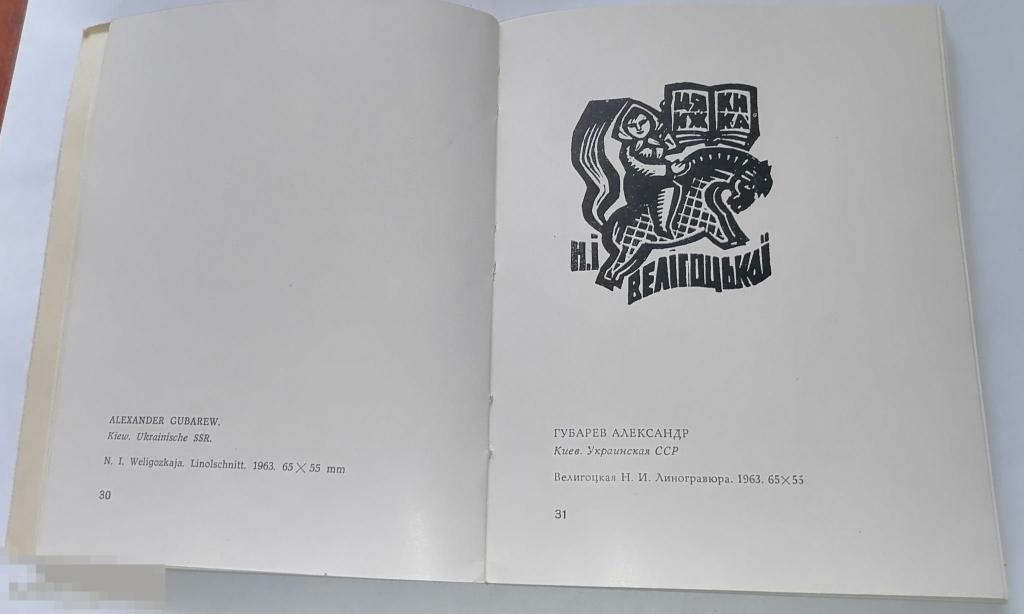 ALEXANDER GUBAREW.
Kiew. Ukrainische SSR.
N. I. Weligozkaja. Linolschnitt. 1963. 65×55 mm
30
ЦЯ КНИЖКА
Н.І ВЕЛІГОЦЬКОЇ
ГУБАРЕВ АЛЕКСАНДР
Киев. Украинская ССР
Велигоцкая Н. И. Линогравюра. 1963. 65×55
31